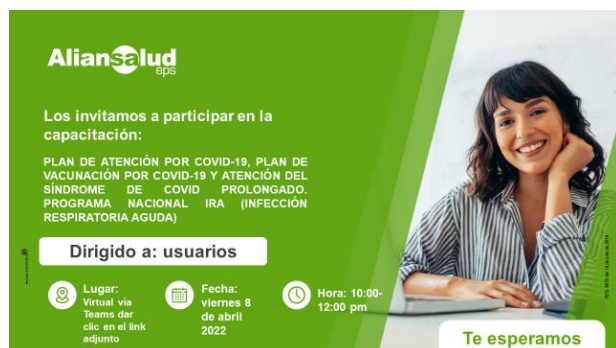 Aliansalud
eps
Los invitamos a participar en la
capacitación:
PLAN DE ATENCIÓN POR COVID-19, PLAN DE
VACUNACIÓN POR COVID-19 Y ATENCIÓN DEL
SÍNDROME DE COVID PROLONGADO.
PROGRAMA NACIONAL IRA (INFECCIÓN
RESPIRATORIA AGUDA)
Dirigido a: usuarios
Lugar:
Virtual via
Teams dar
clic en el link
adjunto
Fecha:
viernes 8
de abril
2022
Hora: 10:00-
12:00 pm
Te esperamos